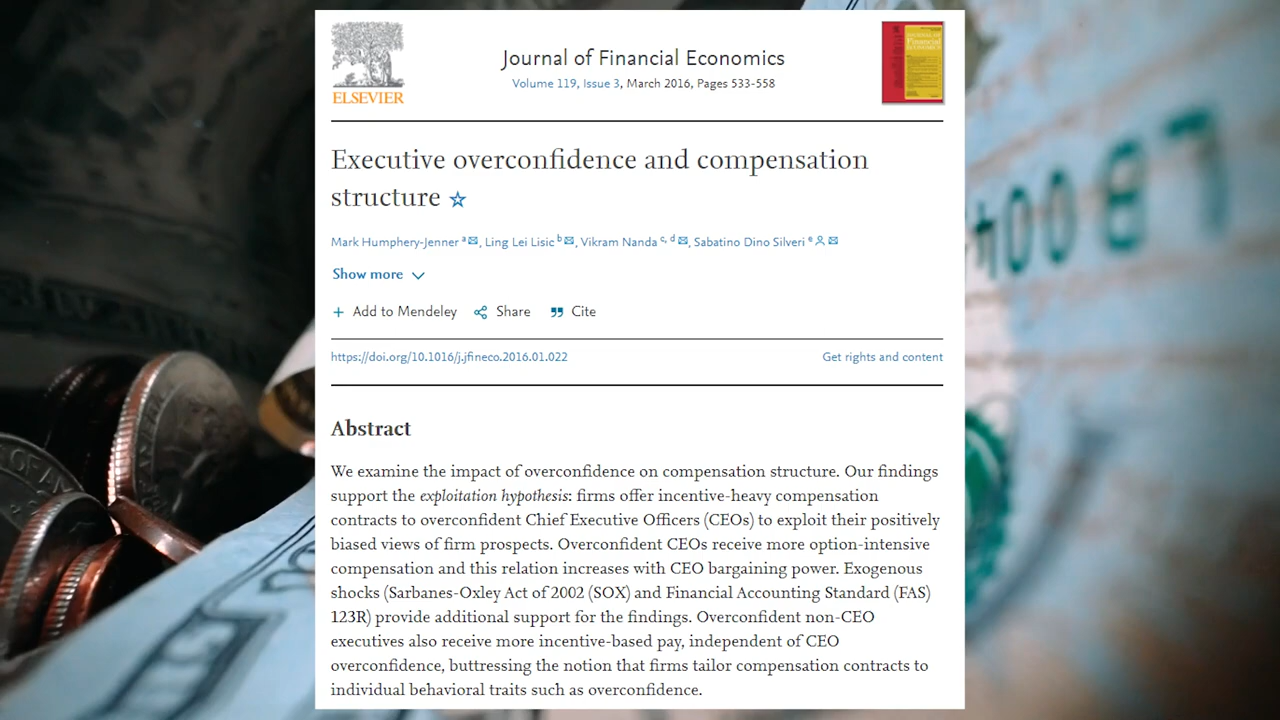 ELSEVIER
Journal of Financial Economics
Volume 119, Issue 3, March 2016, Pages 533-558
Executive overconfidence and compensation
structure
Mark Humphery-Jenner a, Ling Lei Lisic b, Vikram Nanda c, d, Sabatino Dino Silveri e
Show more
+ Add to Mendeley Share Cite
https://doi.org/10.1016/j.jfineco.2016.01.022 Get rights and content
Abstract
We examine the impact of overconfidence on compensation structure. Our findings
support the exploitation hypothesis: firms offer incentive-heavy compensation
contracts to overconfident Chief Executive Officers (CEOs) to exploit their positively
biased views of firm prospects. Overconfident CEOs receive more option-intensive
compensation and this relation increases with CEO bargaining power. Exogenous
shocks (Sarbanes-Oxley Act of 2002 (SOX) and Financial Accounting Standard (FAS)
123R) provide additional support for the findings. Overconfident non-CEO
executives also receive more incentive-based pay, independent of CEO
overconfidence, buttressing the notion that firms tailor compensation contracts to
individual behavioral traits such as overconfidence.